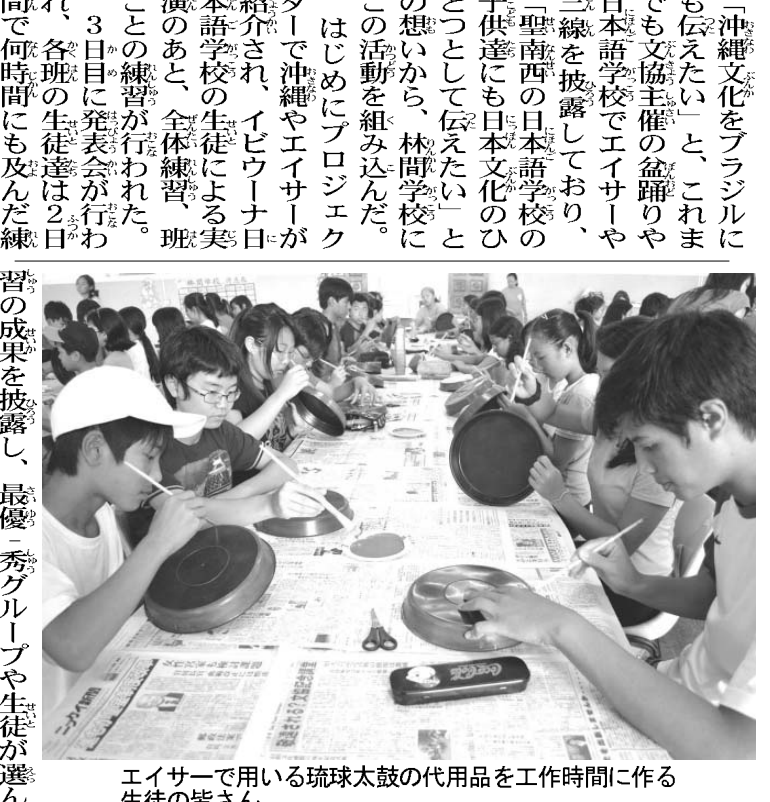 「沖縄文化をブラジルに
も伝えたい」と、これま
でも文協主催の盆踊りや
日本語学校でエイサーや
三線を披露しており、
「聖南西の日本語学校の
子供達にも日本文化のひ
とつとして伝えたい」と
の想いから、林間学校に
この活動を組み込んだ。
はじめにプロジェク
ターで沖縄やエイサーが
紹介され、イビウーナ日
本語学校の生徒による実
演のあと、全体練習、班
ごとの練習が行われた。
3日目に発表会が行わ
れ、各班の生徒達は2日
間で何時間にも及んだ練
習の成果を披露し、最優秀グループや生徒が選ん
ニッケイ新聞
エイサーで用いる琉球太鼓の代用品を工作時間に作る
生徒の皆さん